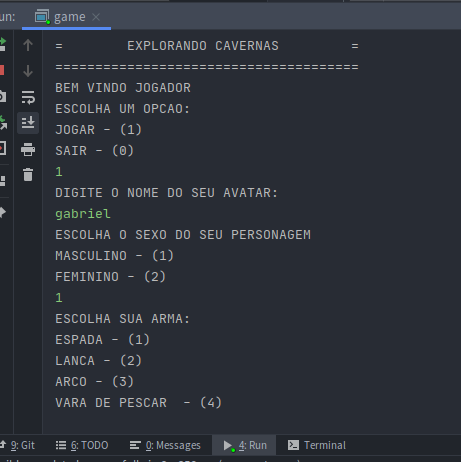 un: game ×
= EXPLORANDO CAVERNAS =
======================================
BEM VINDO JOGADOR
ESCOLHA UM OPCAO:
JOGAR - (1)
SAIR - (0)
1
DIGITE O NOME DO SEU AVATAR:
gabriel
ESCOLHA O SEXO DO SEU PERSONAGEM
MASCULINO - (1)
FEMININO - (2)
1
ESCOLHA SUA ARMA:
ESPADA - (1)
LANCA - (2)
ARCO - (3)
VARA DE PESCAR - (4)
9: Git 6: TODO 0: Messages 4: Run Terminal